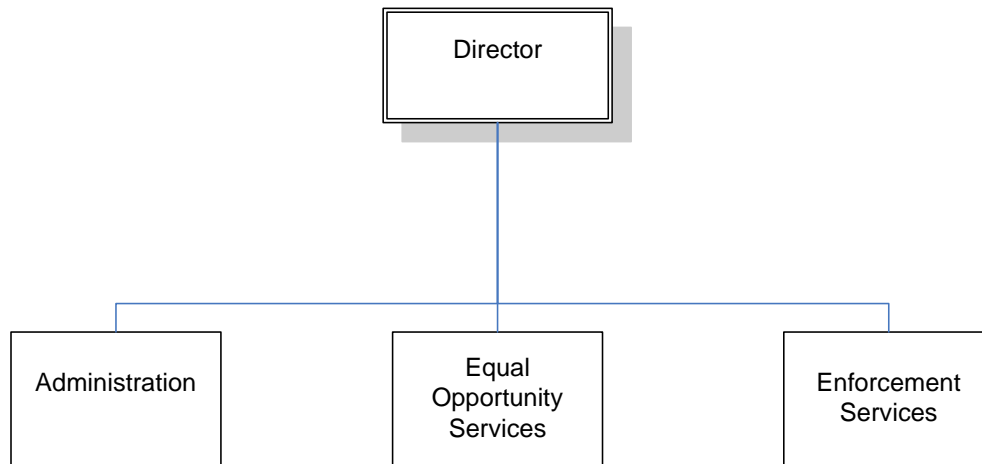 Director
Administration
Equal
Opportunity
Services
Enforcement
Services